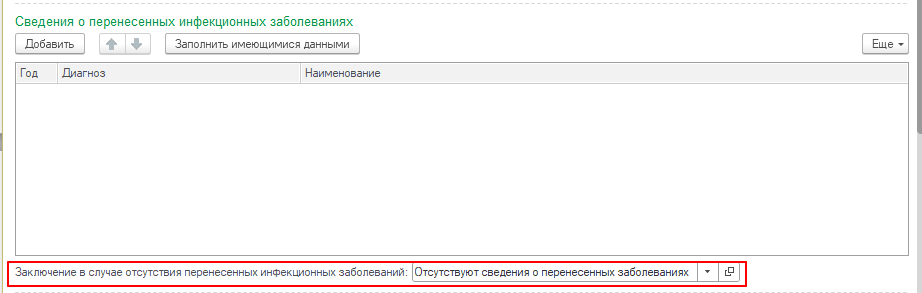 Сведения о перенесенных инфекционных заболеваниях
Добавить Заполнить имеющимися данными Еще
Год Диагноз Наименование
Заключение в случае отсутствия перенесенных инфекционных заболеваний: Отсутствуют сведения о перенесенных заболеваниях